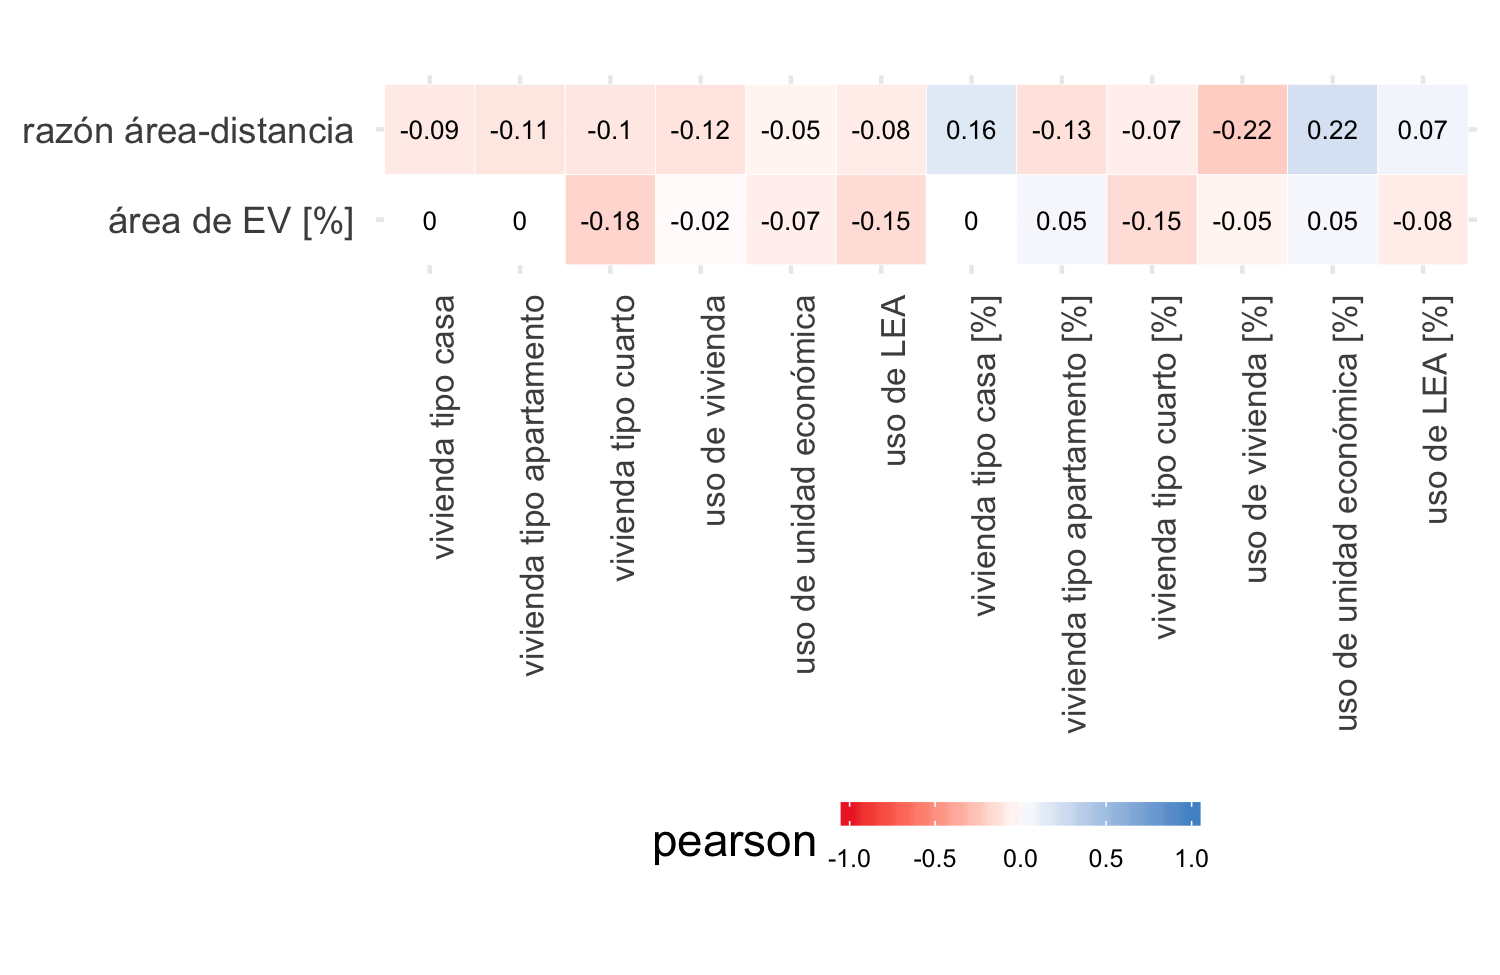 razón área-distancia -0.09 -0.11 -0.1 -0.12 -0.05 -0.08 0.16 -0.13 -0.07 -0.22 0.22 0.07
área de EV [%] 0 0 -0.18 -0.02 -0.07 -0.15 0 0.05 -0.15 -0.05 0.05 -0.08
vivienda tipo casa
vivienda tipo apartamento
vivienda tipo cuarto
uso de vivienda
uso de unidad económica
uso de LEA
vivienda tipo casa [%]
vivienda tipo apartamento [%]
vivienda tipo cuarto [%]
uso de vivienda [%]
uso de unidad económica [%]
uso de LEA [%]
pearson
-1.0 -0.5 0.0 0.5 1.0